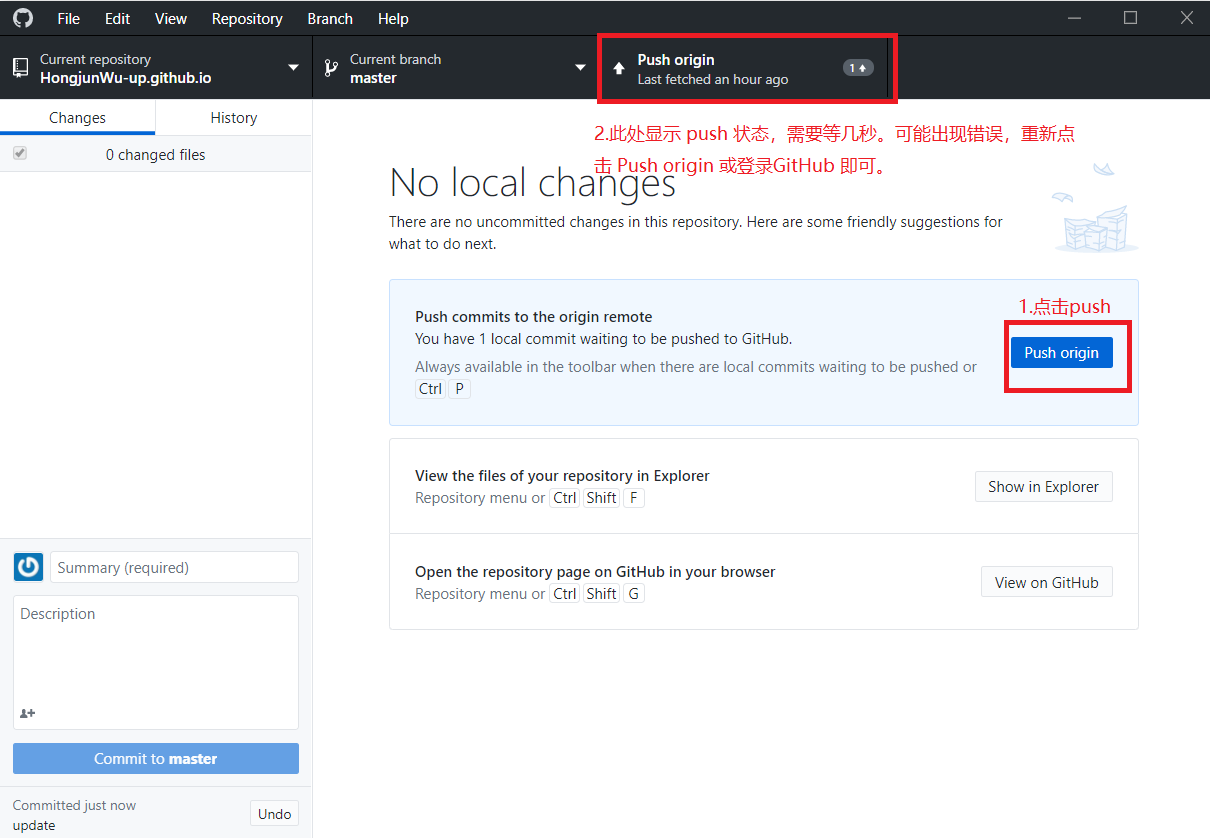 File Edit View Repository Branch Help
Current repository
HongjunWu-up.github.io
Current branch
master
Push origin
Last fetched an hour ago
1
Changes History
0 changed files
2.此处显示 push 状态，需要等几秒。可能出现错误，重新点
击 Push origin 或登录GitHub 即可。
No local changes
There are no uncommitted changes in this repository. Here are some friendly suggestions for
what to do next.
1.点击push
Push commits to the origin remote
You have 1 local commit waiting to be pushed to GitHub.
Always available in the toolbar when there are local commits waiting to be pushed or
Ctrl P
Push origin
View the files of your repository in Explorer
Repository menu or Ctrl Shift F
Show in Explorer
Open the repository page on GitHub in your browser
Repository menu or Ctrl Shift G
View on GitHub
Summary (required)
Description
Commit to master
Committed just now
update
Undo